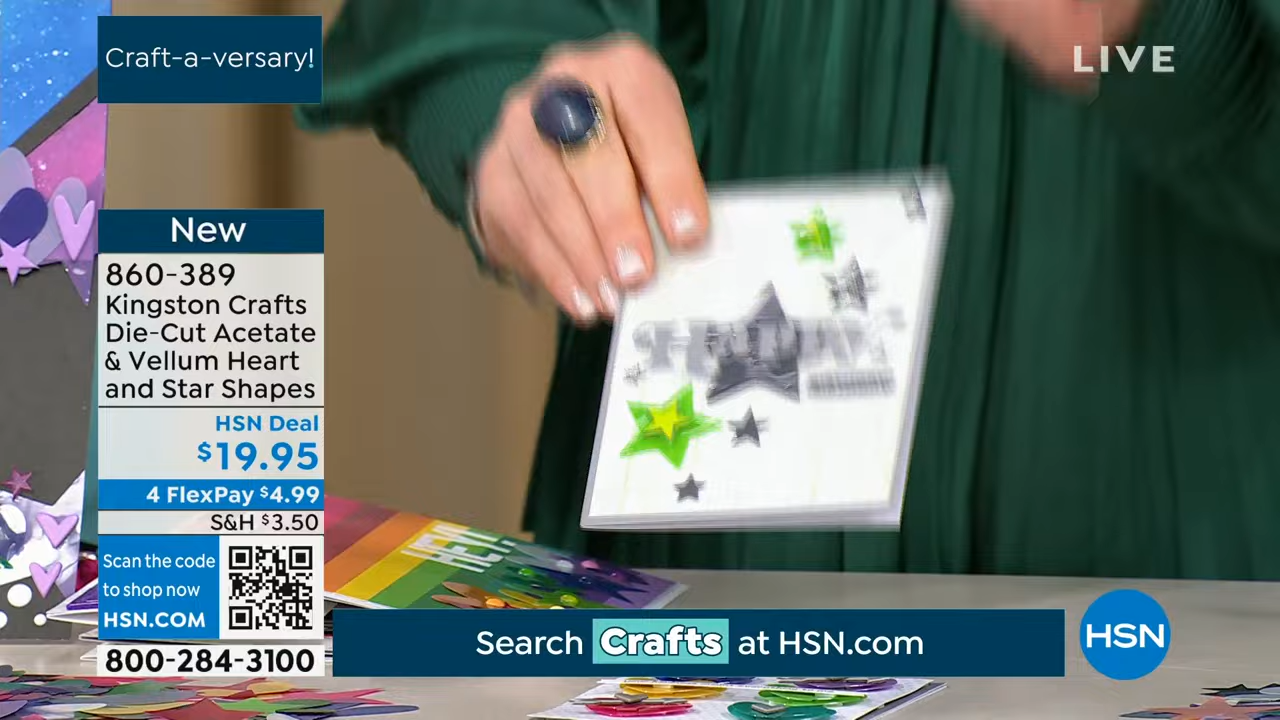 Craft-a-versary!
LIVE
New
860-389
Kingston Crafts
Die-Cut Acetate
& Vellum Heart
and Star Shapes
HSN Deal
$19.95
4 FlexPay $4.99
S&H $3.50
Scan the code
to shop now
HSN.COM
800-284-3100
HEY!
Search Crafts at HSN.com
HSN